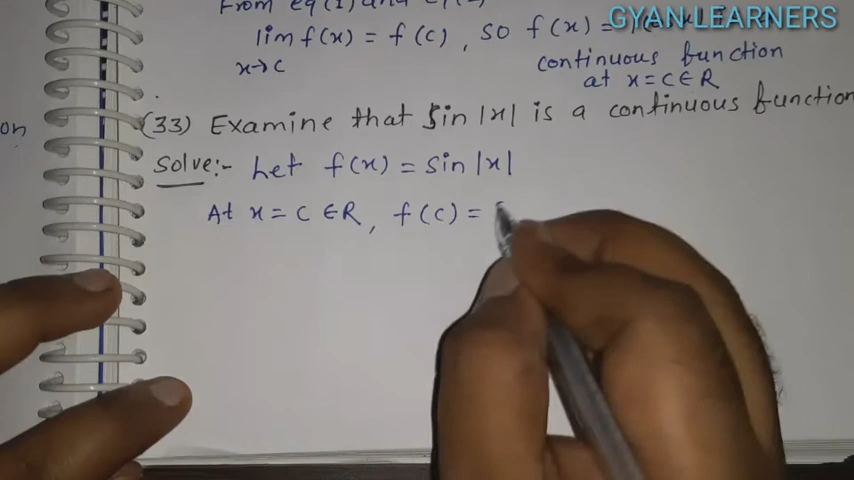 From eq(1) and
GYAN LEARNERS
lim f(x) = f(c), so f(x) =
x→c
continuous function
at x=c∈R
on
(33) Examine that sin |x| is a continuous function
Solve:- Let f(x) = sin |x|
At x = c ∈R, f(c) =